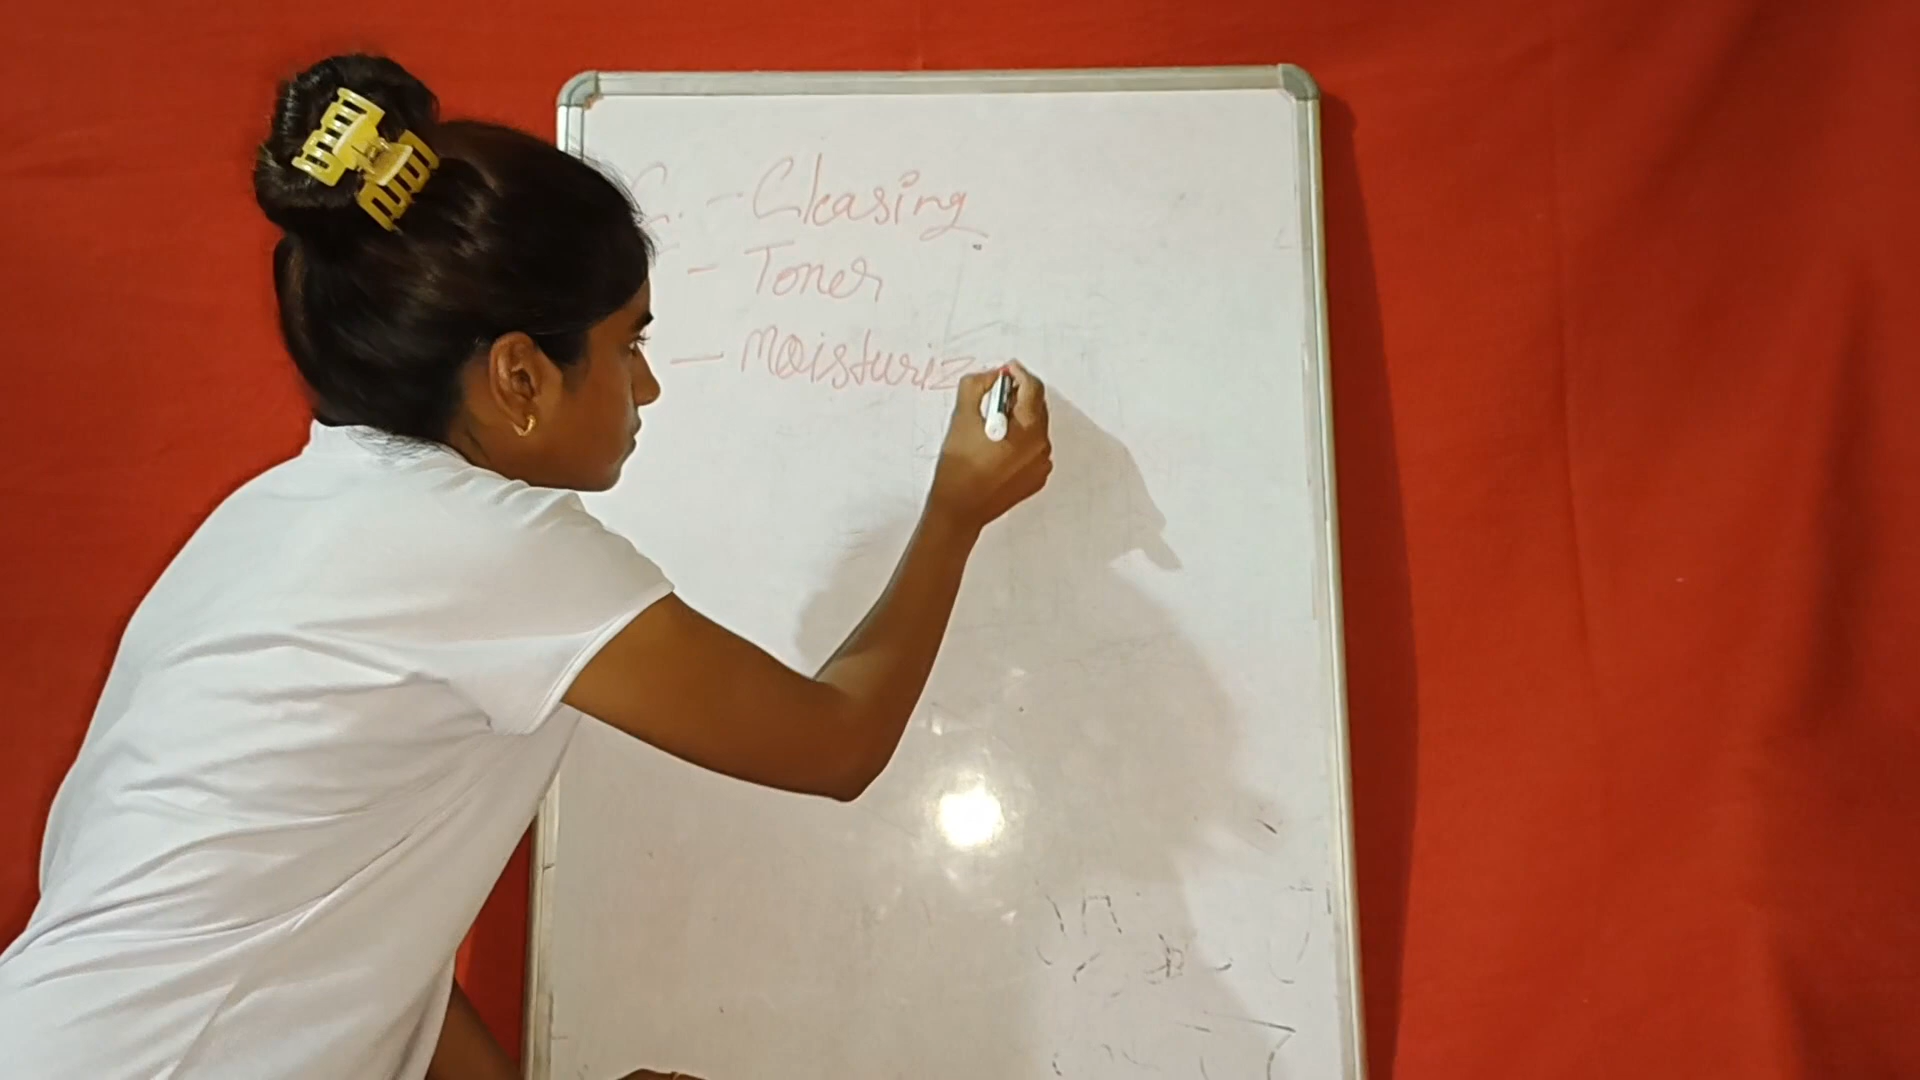 C. - Cleasing
- Toner
- Moisturiz